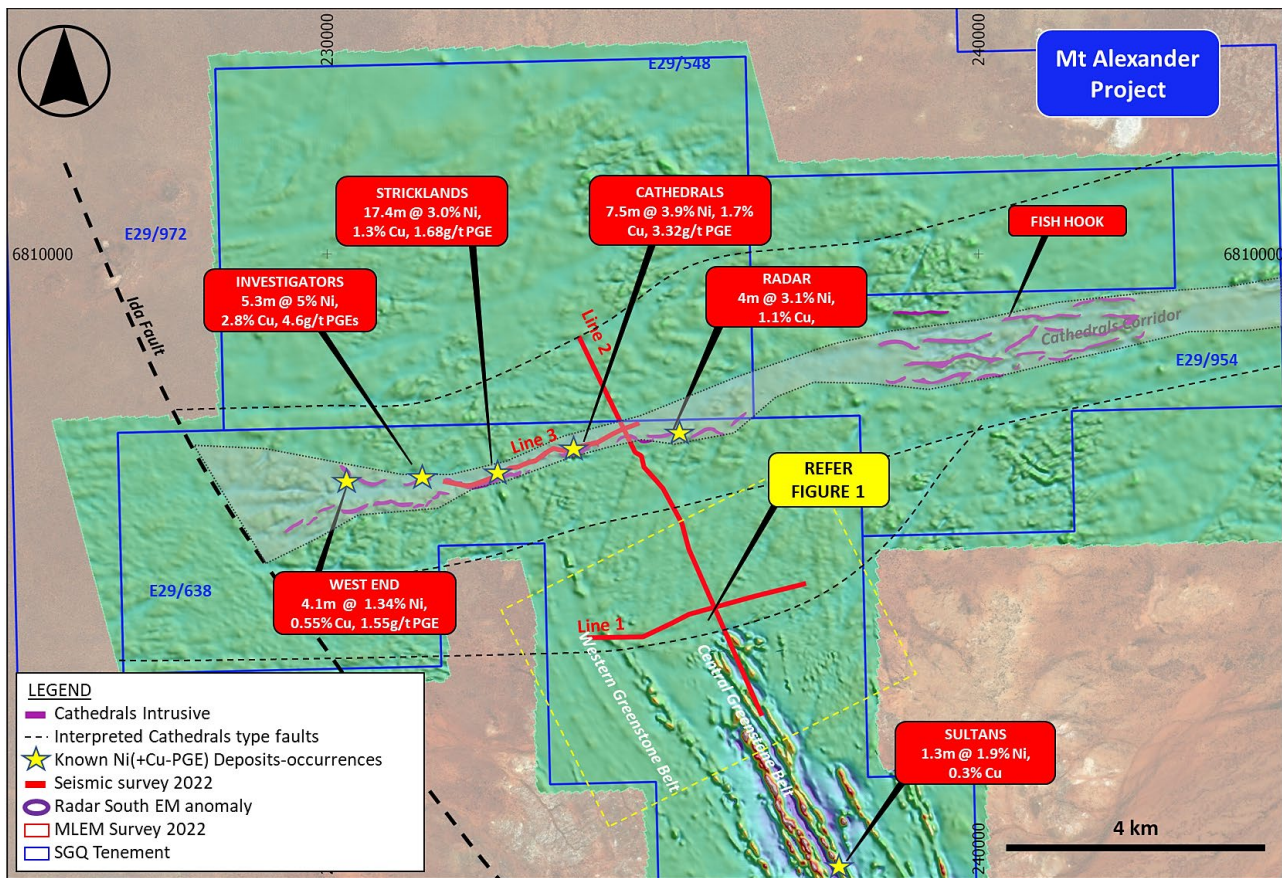 230000
240000
Mt Alexander
Project
E29/548
STRICKLANDS
17.4m @ 3.0% Ni,
1.3% Cu, 1.68g/t PGE
CATHEDRALS
7.5m @ 3.9% Ni, 1.7%
Cu, 3.32g/t PGE
FISH HOOK
E29/972
6810000
6810000
INVESTIGATORS
5.3m @ 5% Ni,
2.8% Cu, 4.6g/t PGEs
RADAR
4m @ 3.1% Ni,
1.1% Cu,
Ida Fault
Line 2
Cathedrals Corridor
E29/954
Line 3
REFER
FIGURE 1
E29/638
WEST END
4.1m @ 1.34% Ni,
0.55% Cu, 1.55g/t PGE
Line 1
Western Greenstone Belt
Central Greenstone Belt
LEGEND
Cathedrals Intrusive
Interpreted Cathedrals type faults
Known Ni(+Cu-PGE) Deposits-occurrences
Seismic survey 2022
Radar South EM anomaly
MLEM Survey 2022
SGQ Tenement
SULTANS
1.3m @ 1.9% Ni,
0.3% Cu
240000
4 km